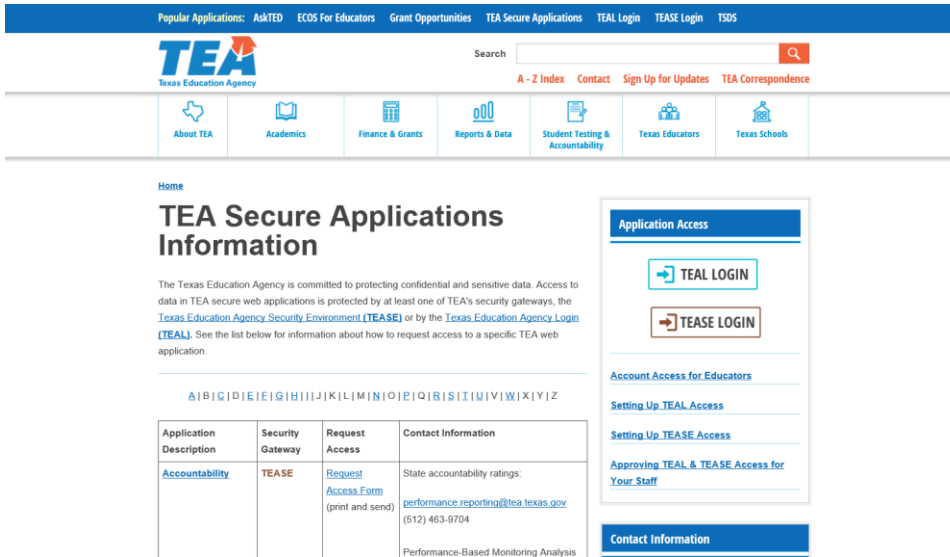 Popular Applications: AskTED ECOS For Educators Grant Opportunities TEA Secure Applications TEAL Login TEASE Login TSDS
TEA
Texas Education Agency
Search
A - Z Index Contact Sign Up for Updates TEA Correspondence
About TEA
Academics
Finance & Grants
Reports & Data
Student Testing &
Accountability
Texas Educators
Texas Schools
Home
TEA Secure Applications
Information
The Texas Education Agency is committed to protecting confidential and sensitive data. Access to
data in TEA secure web applications is protected by at least one of TEA's security gateways, the
Texas Education Agency Security Environment (TEASE) or by the Texas Education Agency Login
(TEAL). See the list below for information about how to request access to a specific TEA web
application.
A | B | C | D | E | F | G | H | I | J | K | L | M | N | O | P | Q | R | S | T | U | V | W | X | Y | Z
Application
Description
Security
Gateway
Request
Access
Contact Information
Accountability
TEASE
Request
Access Form
(print and send)
State accountability ratings:
performance.reporting@tea.texas.gov
(512) 463-9704
Performance-Based Monitoring Analysis
Application Access
TEAL LOGIN
TEASE LOGIN
Account Access for Educators
Setting Up TEAL Access
Setting Up TEASE Access
Approving TEAL & TEASE Access for
Your Staff
Contact Information